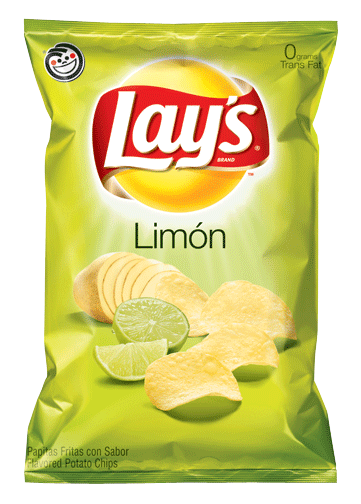 0 grams
Trans Fat
Lay's
BRAND
Limón
Papitas Fritas con Sabor
Flavored Potato Chips